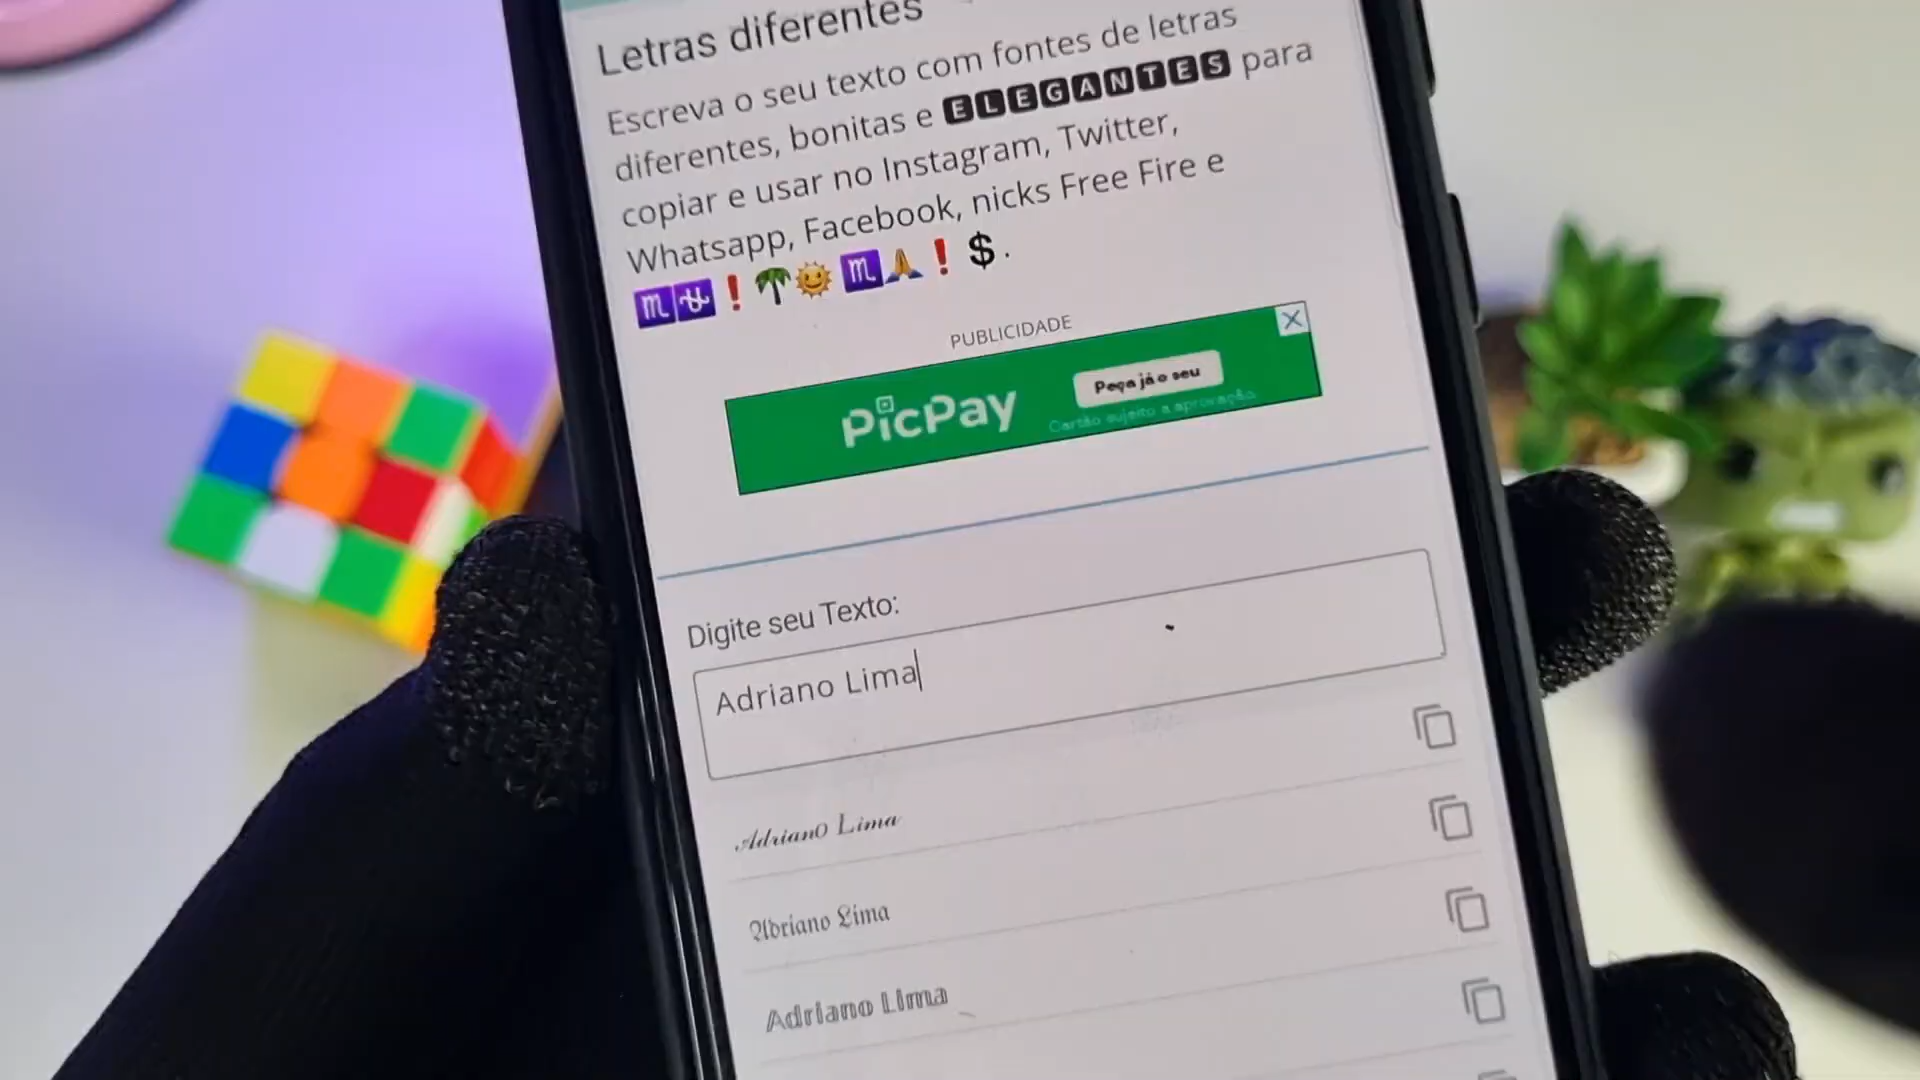 Letras diferentes
Escreva o seu texto com fontes de letras
diferentes, bonitas e 🅴🅻🅴🅶🅰🅽🆃🅴🆂 para
copiar e usar no Instagram, Twitter,
Whatsapp, Facebook, nicks Free Fire e
♏⛎❗🌴🌞♏🙏❗💲.
PUBLICIDADE
PicPay
Peça já o seu
Cartão sujeito a aprovação.
Digite seu Texto:
Adriano Lima
𝒜𝒹𝓇𝒾𝒶𝓃𝑜 𝐿𝒾𝓂𝒶
𝔄𝔡𝔯𝔦𝔞𝔫𝔬 𝔏𝔦𝔪𝔞
𝔸𝕕𝕣𝕚𝕒𝕟𝕠 𝕃𝕚𝕞𝕒